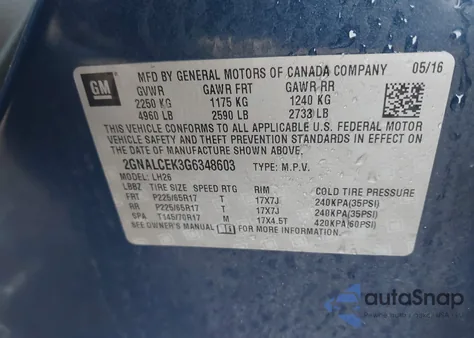 GM
MFD BY GENERAL MOTORS OF CANADA COMPANY 05/16
GVWR GAWR FRT GAWR RR
2250 KG 1175 KG 1240 KG
4960 LB 2590 LB 2733 LB
THIS VEHICLE CONFORMS TO ALL APPLICABLE U.S. FEDERAL MOTOR
VEHICLE SAFETY AND THEFT PREVENTION STANDARDS IN EFFECT ON
THE DATE OF MANUFACTURE SHOWN ABOVE.
2GNALCEK3G6348603 TYPE: M.P.V.
MODEL: LH26
LBBZ TIRE SIZE SPEED RTG RIM COLD TIRE PRESSURE
FRT P225/65R17 T 17X7J 240KPA(35PSI)
RR P225/65R17 T 17X7J 240KPA(35PSI)
SPA T145/70R17 M 17X4.5T 420KPA(60PSI)
SEE OWNER'S MANUAL FOR MORE INFORMATION.
autoSnap
www.autosnap.cz